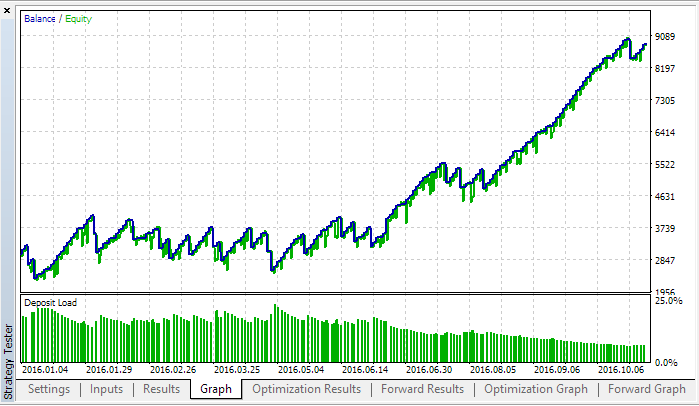 Balance / Equity
9089
8197
7305
6414
5522
4631
3739
2847
1956
Deposit Load
25.0%
0.0%
2016.01.04 2016.01.29 2016.02.26 2016.03.25 2016.05.04 2016.06.14 2016.06.30 2016.08.05 2016.09.06 2016.10.06
Strategy Tester
Settings Inputs Results Graph Optimization Results Forward Results Optimization Graph Forward Graph